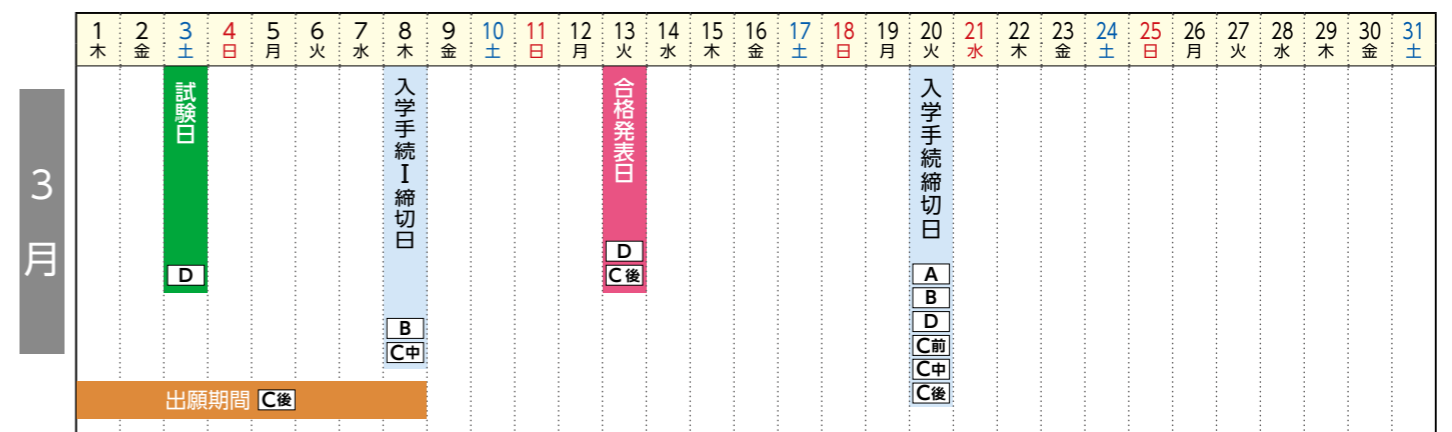 1 2 3 4 5 6 7 8 9 10 11 12 13 14 15 16 17 18 19 20 21 22 23 24 25 26 27 28 29 30 31
木 金 土 日 月 火 水 木 金 土 日 月 火 水 木 金 土 日 月 火 水 木 金 土 日 月 火 水 木 金 土
3月
試験日
D
入学手続I締切日
B
C中
合格発表日
D
C後
入学手続締切日
A
B
D
C前
C中
C後
出願期間 C後